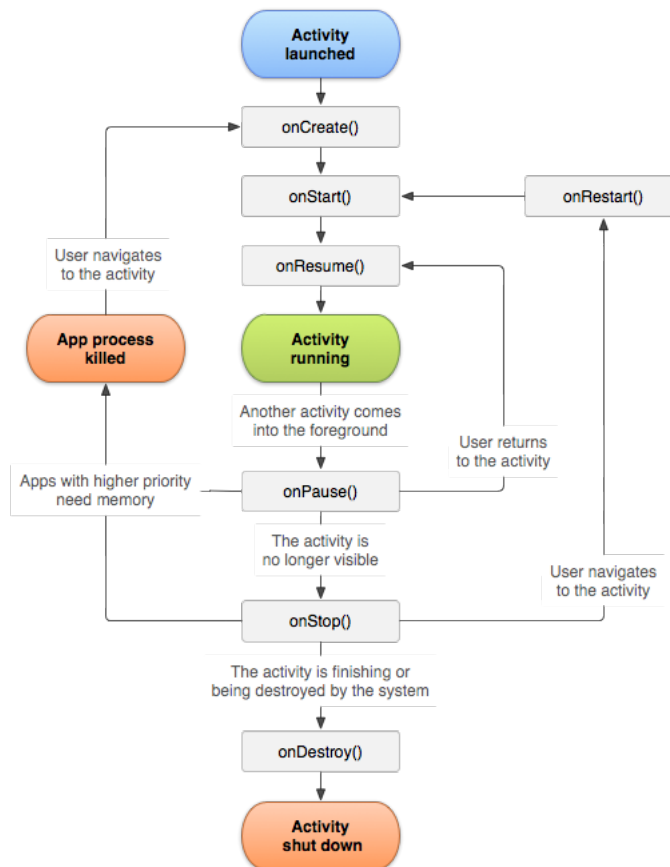 Activity
launched
onCreate()
onStart()
onRestart()
User navigates
to the activity
onResume()
App process
killed
Activity
running
Another activity comes
into the foreground
User returns
to the activity
Apps with higher priority
need memory
onPause()
The activity is
no longer visible
User navigates
to the activity
onStop()
The activity is finishing or
being destroyed by the system
onDestroy()
Activity
shut down